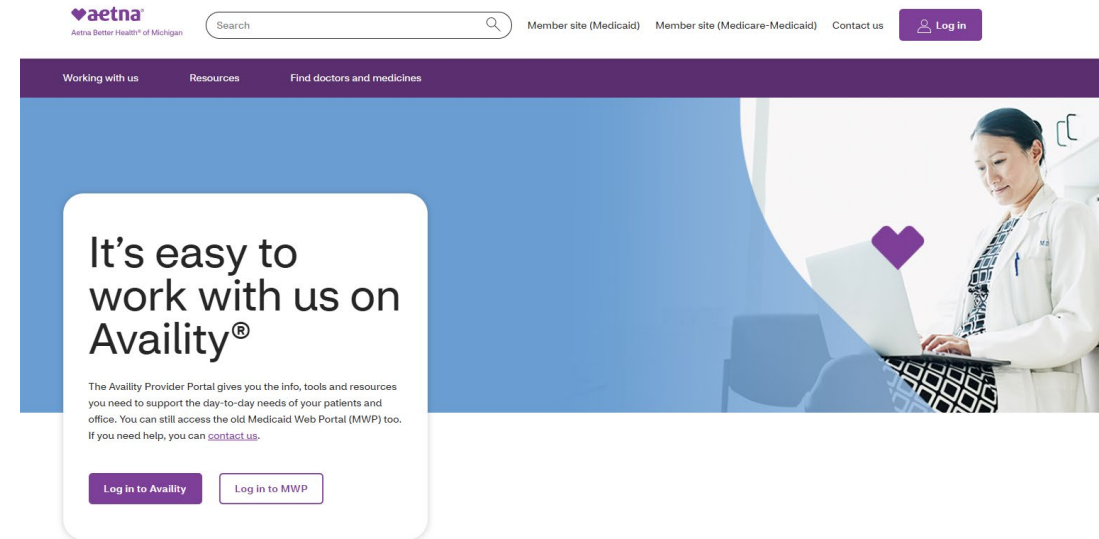 aetna®
Aetna Better Health® of Michigan
Search
Member site (Medicaid)
Member site (Medicare-Medicaid)
Contact us
Log in
Working with us
Resources
Find doctors and medicines
It's easy to
work with us on
Availity®
The Availity Provider Portal gives you the info, tools and resources
you need to support the day-to-day needs of your patients and
office. You can still access the old Medicaid Web Portal (MWP) too.
If you need help, you can contact us.
Log in to Availity
Log in to MWP